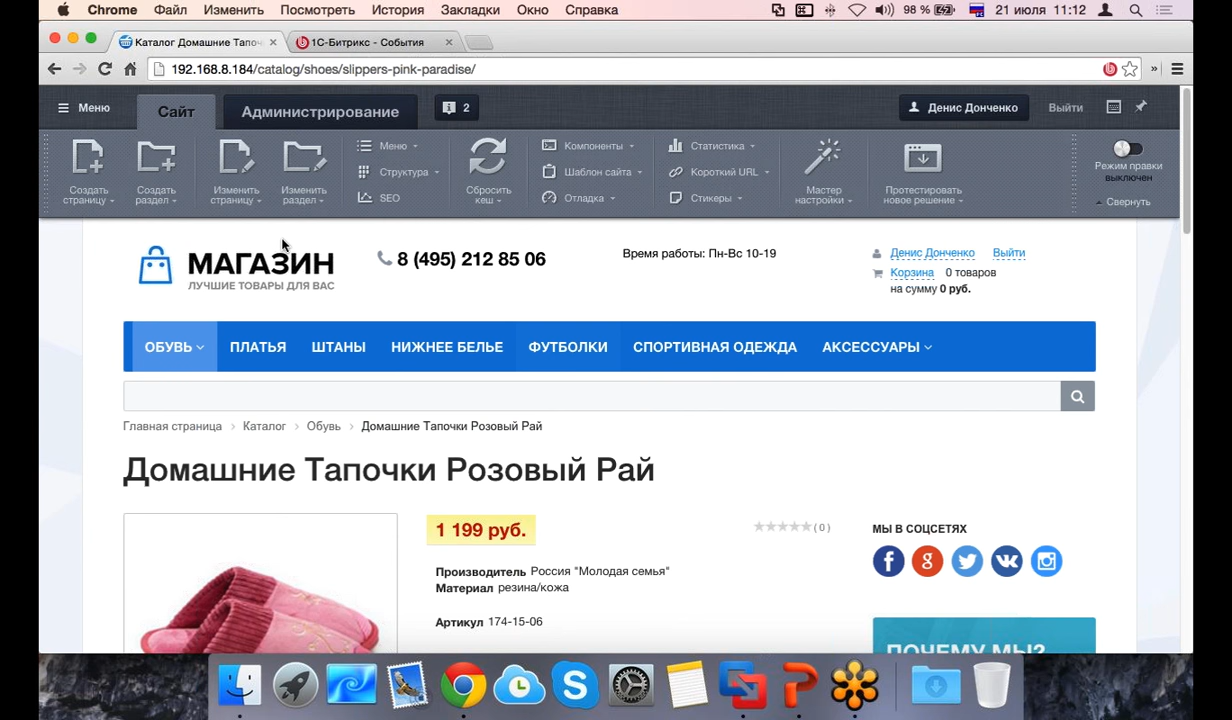 Chrome Файл Изменить Посмотреть История Закладки Окно Справка 98 % 21 июля 11:12
Каталог Домашние Тапоч 1С-Битрикс - События
192.168.8.184/catalog/shoes/slippers-pink-paradise/
Меню Сайт Администрирование 2 Денис Донченко Выйти
Создать страницу
Создать раздел
Изменить страницу
Изменить раздел
Меню
Структура
SEO
Сбросить кеш
Компоненты
Шаблон сайта
Отладка
Статистика
Короткий URL
Стикеры
Мастер настройки
Протестировать новое решение
Режим правки
выключен
Свернуть
МАГАЗИН
ЛУЧШИЕ ТОВАРЫ ДЛЯ ВАС
8 (495) 212 85 06
Время работы: Пн-Вс 10-19
Денис Донченко Выйти
Корзина 0 товаров
на сумму 0 руб.
ОБУВЬ ПЛАТЬЯ ШТАНЫ НИЖНЕЕ БЕЛЬЕ ФУТБОЛКИ СПОРТИВНАЯ ОДЕЖДА АКСЕССУАРЫ
Главная страница Каталог Обувь Домашние Тапочки Розовый Рай
Домашние Тапочки Розовый Рай
1 199 руб.
(0)
Производитель Россия "Молодая семья"
Материал резина/кожа
Артикул 174-15-06
МЫ В СОЦСЕТЯХ
ПОЧЕМУ МЫ?